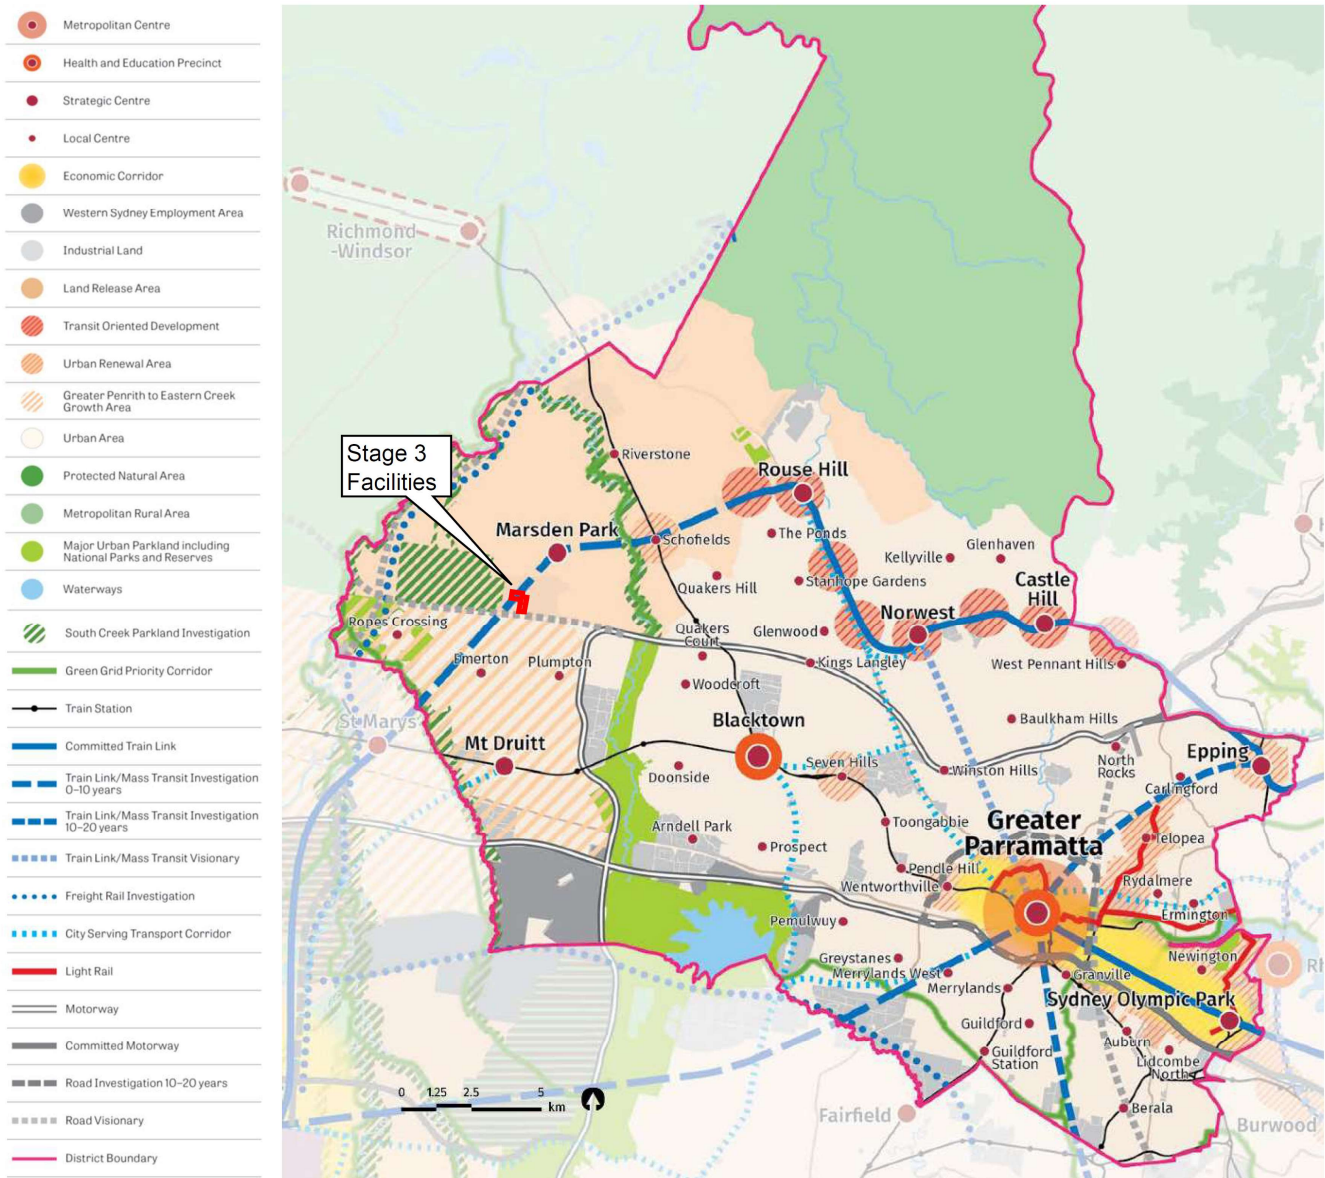 Metropolitan Centre
Health and Education Precinct
Strategic Centre
Local Centre
Economic Corridor
Western Sydney Employment Area
Industrial Land
Land Release Area
Transit Oriented Development
Urban Renewal Area
Greater Penrith to Eastern Creek
Growth Area
Urban Area
Protected Natural Area
Metropolitan Rural Area
Major Urban Parkland including
National Parks and Reserves
Waterways
South Creek Parkland Investigation
Green Grid Priority Corridor
Train Station
Committed Train Link
Train Link/Mass Transit Investigation
0–10 years
Train Link/Mass Transit Investigation
10–20 years
Train Link/Mass Transit Visionary
Freight Rail Investigation
City Serving Transport Corridor
Light Rail
Motorway
Committed Motorway
Road Investigation 10–20 years
Road Visionary
District Boundary
Richmond
-Windsor
Stage 3
Facilities
Riverstone
Rouse Hill
Marsden Park
Schofields
The Ponds
Kellyville
Glenhaven
Quakers Hill
Stanhope Gardens
Castle
Hill
Norwest
Ropes Crossing
Quakers
Court
Glenwood
Emerton
Plumpton
Kings Langley
West Pennant Hills
Woodcroft
St Marys
Blacktown
Baulkham Hills
Mt Druitt
Epping
North
Rocks
Doonside
Seven Hills
Winston Hills
Carlingford
Arndell Park
Toongabbie
Greater
Parramatta
Telopea
Prospect
Pendle Hill
Wentworthville
Rydalmere
Ermington
Pemulwuy
Greystanes
Merrylands West
Newington
Rh
Merrylands
Granville
Sydney Olympic Park
Guildford
Auburn
Guildford
Station
Lidcombe
North
0 1.25 2.5 5
km
Fairfield
Berala
Burwood